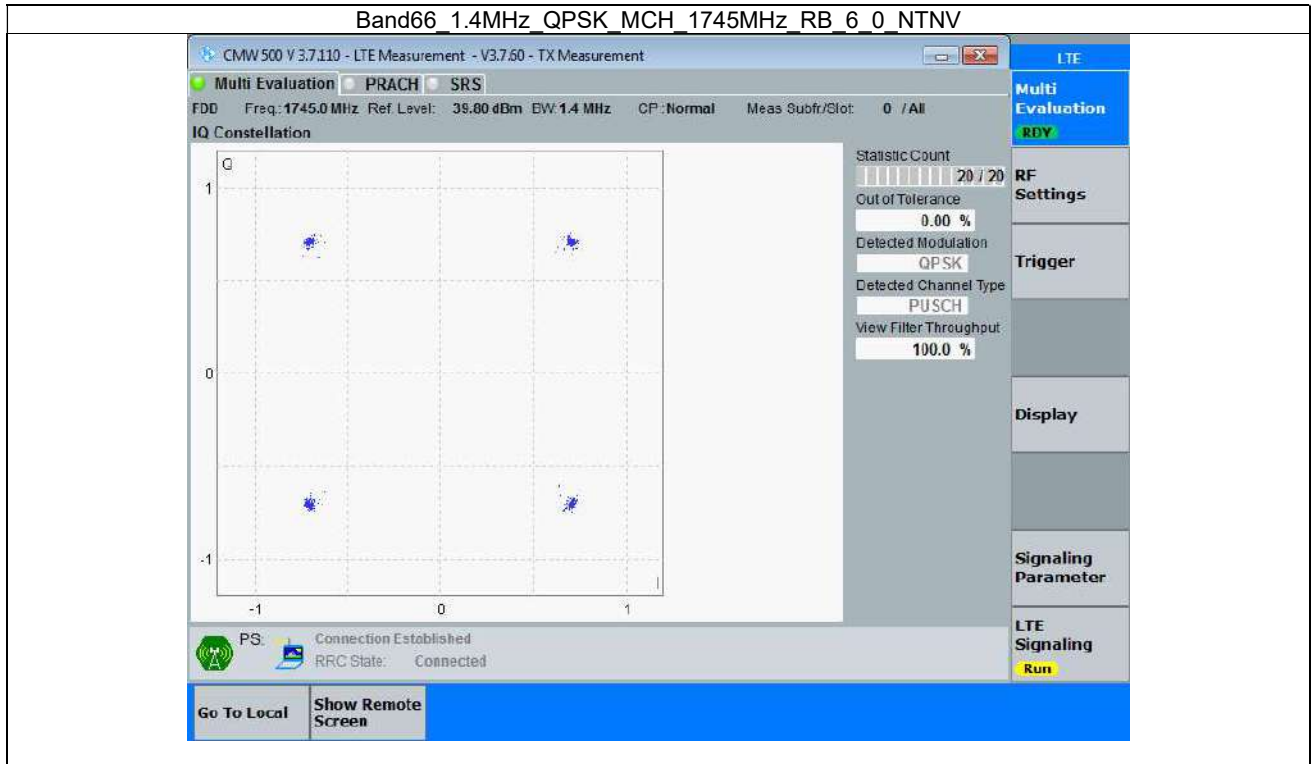 Band66_1.4MHz_QPSK_MCH_1745MHz_RB_6_0_NTNV
CMW 500 V 3.7.110 - LTE Measurement - V3.7.60 - TX Measurement
LTE
Multi Evaluation PRACH SRS
FDD Freq.: 1745.0 MHz Ref. Level: 39.80 dBm BW: 1.4 MHz CP: Normal Meas Subfr./Slot: 0 / All
IQ Constellation
Q
1
0
-1
-1 0 1
I
Statistic Count
20 / 20
Out of Tolerance
0.00 %
Detected Modulation
QPSK
Detected Channel Type
PUSCH
View Filter Throughput
100.0 %
Multi
Evaluation
RDY
RF
Settings
Trigger
Display
Signaling
Parameter
LTE
Signaling
Run
PS: Connection Established
RRC State: Connected
Go To Local
Show Remote
Screen